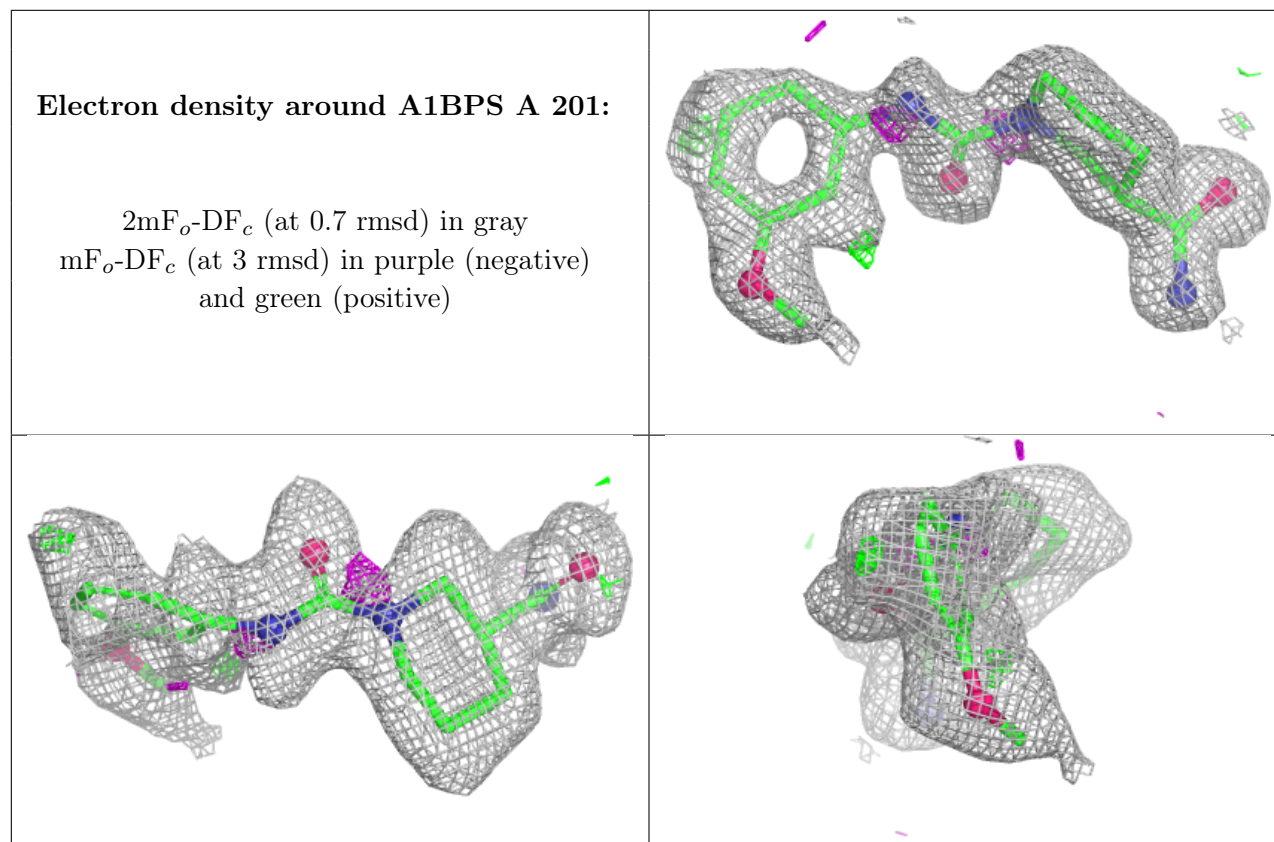 Electron density around A1BPS A 201:
2mFo-DFc (at 0.7 rmsd) in gray
mFo-DFc (at 3 rmsd) in purple (negative)
and green (positive)